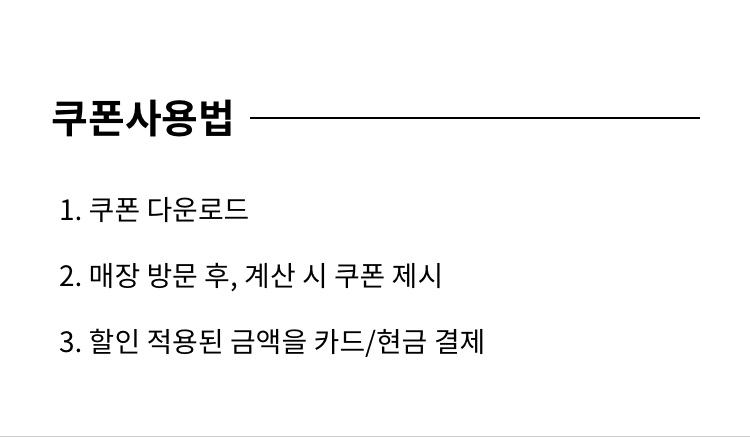 쿠폰사용법
1. 쿠폰 다운로드
2. 매장 방문 후, 계산 시 쿠폰 제시
3. 할인 적용된 금액을 카드/현금 결제